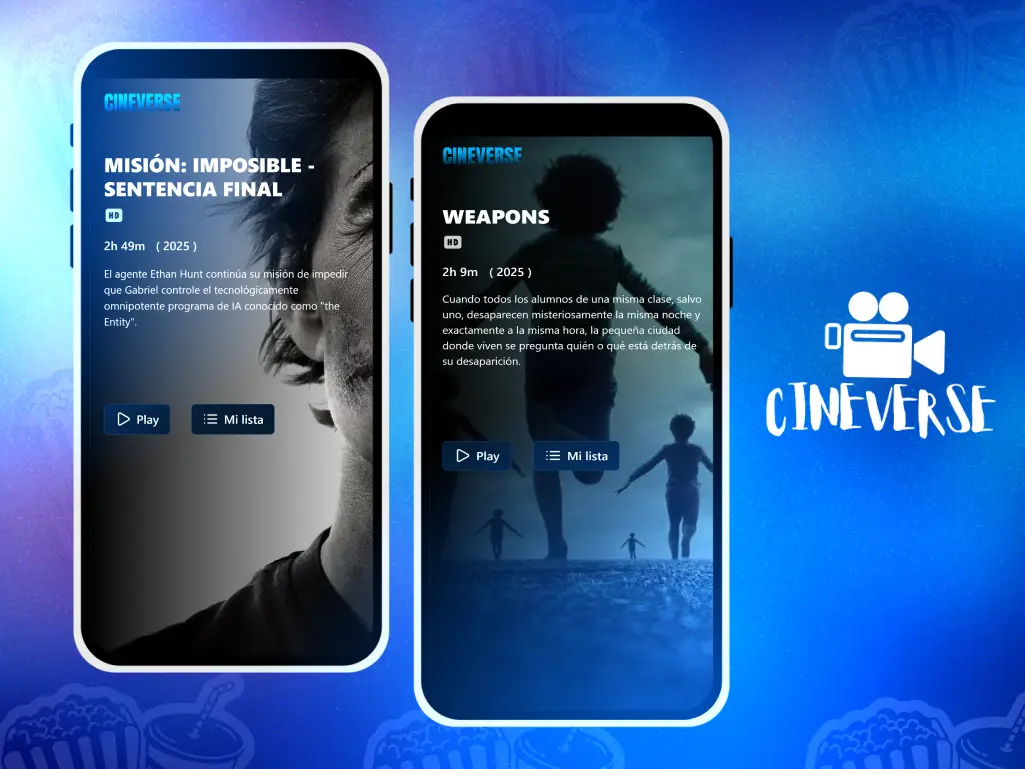 CINEVERSE
MISIÓN: IMPOSIBLE -
SENTENCIA FINAL
HD
2h 49m ( 2025 )
El agente Ethan Hunt continúa su misión de impedir
que Gabriel controle el tecnológicamente
omnipotente programa de IA conocido como "the
Entity".
Play
Mi lista
CINEVERSE
WEAPONS
HD
2h 9m ( 2025 )
Cuando todos los alumnos de una misma clase, salvo
uno, desaparecen misteriosamente la misma noche y
exactamente a la misma hora, la pequeña ciudad
donde viven se pregunta quién o qué está detrás de
su desaparición.
Play
Mi lista
CINEVERSE